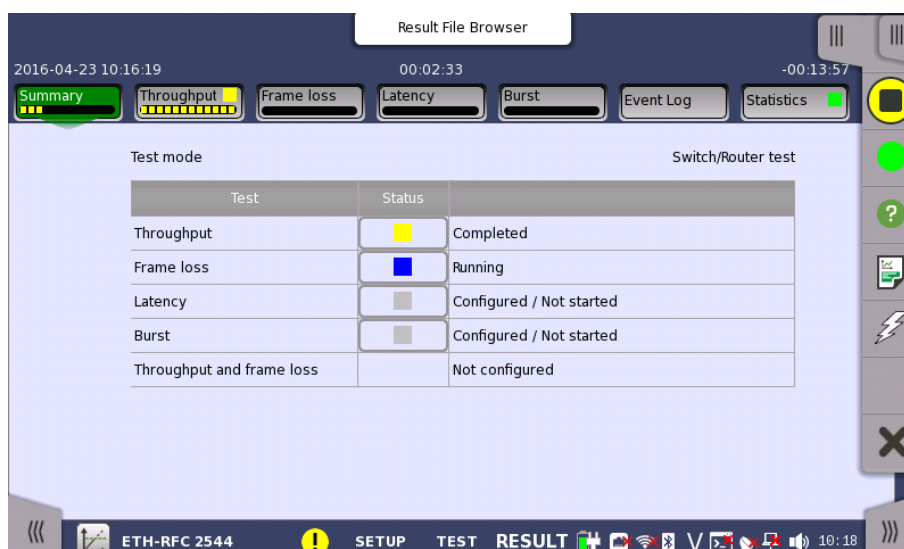 Result File Browser
2016-04-23 10:16:19 00:02:33 -00:13:57
Summary Throughput Frame loss Latency Burst Event Log Statistics
Test mode Switch/Router test
Test Status
Throughput Completed
Frame loss Running
Latency Configured / Not started
Burst Configured / Not started
Throughput and frame loss Not configured
ETH-RFC 2544 SETUP TEST RESULT V 10:18